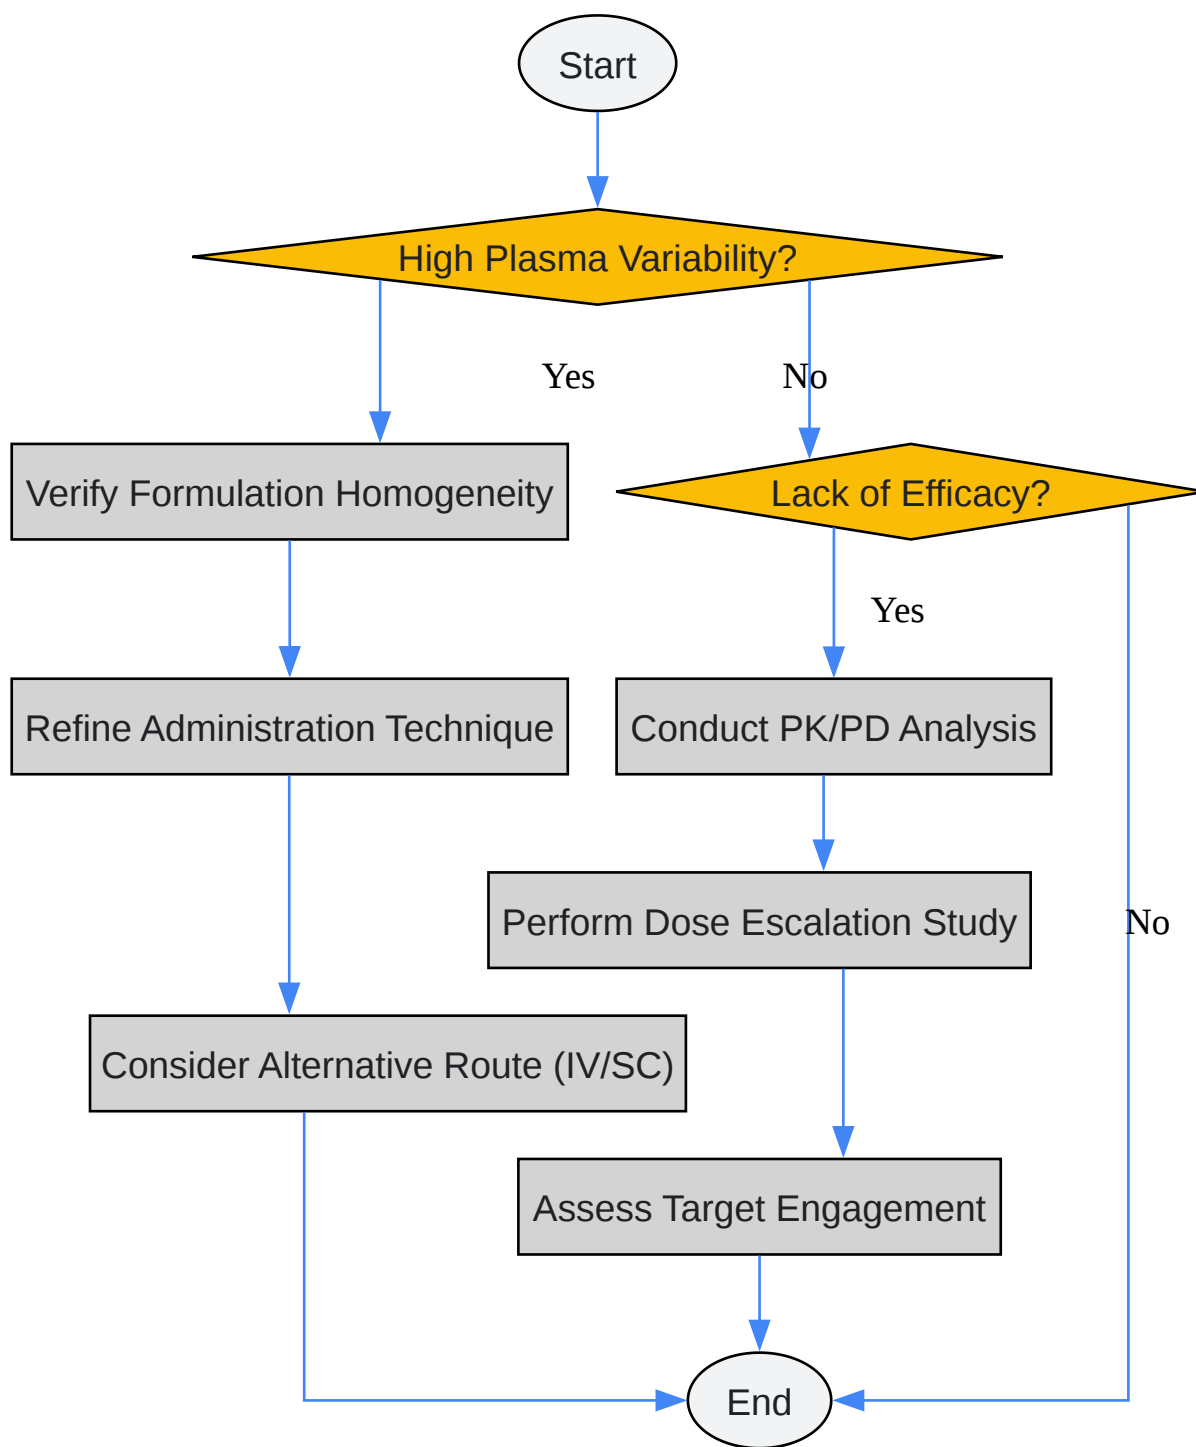 Start
High Plasma Variability?
Yes
No
Verify Formulation Homogeneity
Lack of Efficacy?
Yes
Refine Administration Technique
Conduct PK/PD Analysis
Perform Dose Escalation Study
No
Consider Alternative Route (IV/SC)
Assess Target Engagement
End